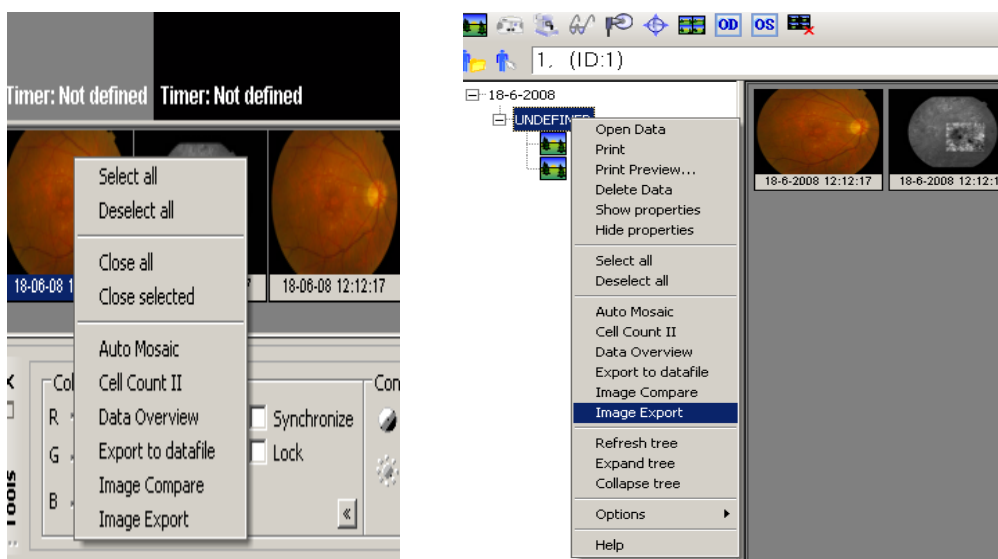 Timer: Not defined Timer: Not defined
Select all
Deselect all
Close all
Close selected
18-06-08 18-06-08 12:12:17
Auto Mosaic
Cell Count II
Data Overview
Export to datafile
Image Compare
Image Export
R
G
B
Synchronize
Lock
Tools
OD OS
1, (ID:1)
18-6-2008
Open Data
Print
Print Preview...
Delete Data
Show properties
Hide properties
Select all
Deselect all
Auto Mosaic
Cell Count II
Data Overview
Export to datafile
Image Compare
Image Export
Refresh tree
Expand tree
Collapse tree
Options
Help
18-6-2008 12:12:17 18-6-2008 12:12:1